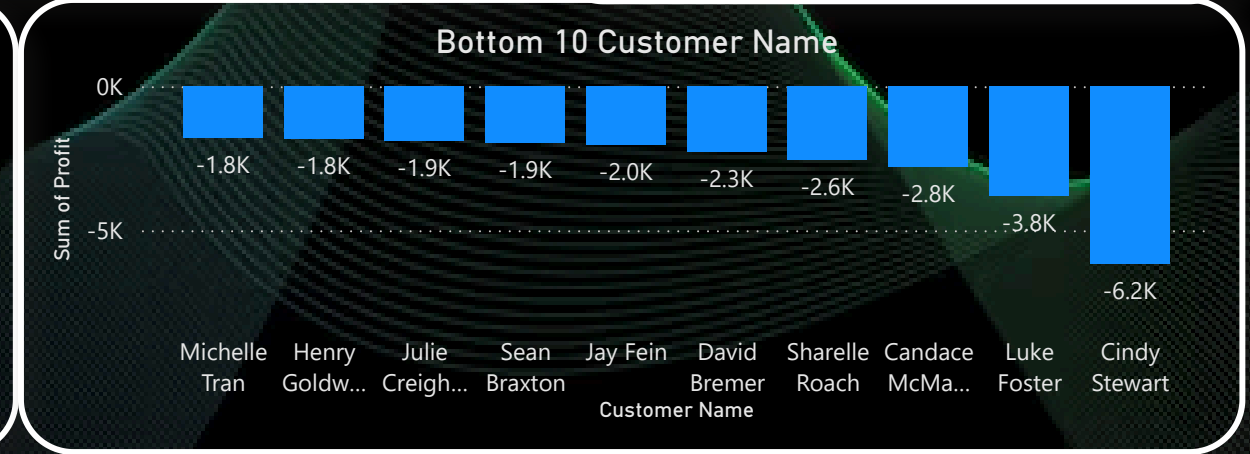 Bottom 10 Customer Name
0K
-5K
Sum of Profit
-1.8K
-1.8K
-1.9K
-1.9K
-2.0K
-2.3K
-2.6K
-2.8K
-3.8K
-6.2K
Michelle
Tran
Henry
Goldw...
Julie
Creigh...
Sean
Braxton
Jay Fein
David
Bremer
Sharelle
Roach
Candace
McMa...
Luke
Foster
Cindy
Stewart
Customer Name